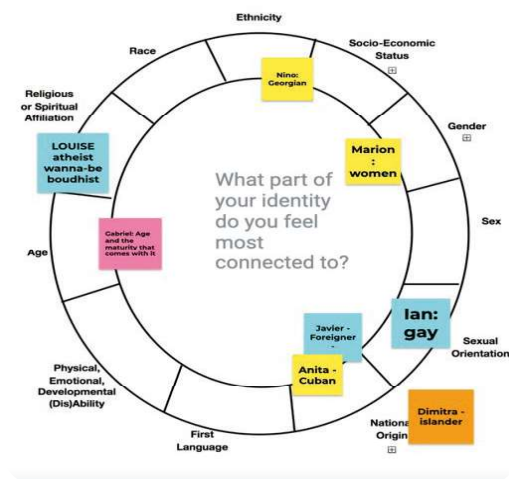 Ethnicity
Race
Socio-Economic
Status
Nino:
Georgian
Religious
or Spiritual
Affiliation
Gender
LOUISE
atheist
wanna-be
boudhist
Marion
:
women
What part of
your identity
do you feel
most
connected to?
Sex
Age
Gabriel: Age
and the
maturity that
comes with it
Ian:
gay
Javier -
Foreigner
-
Sexual
Orientation
Anita -
Cuban
Physical,
Emotional,
Developmental
(Dis)Ability
Nationa
Origin
Dimitra -
islander
First
Language